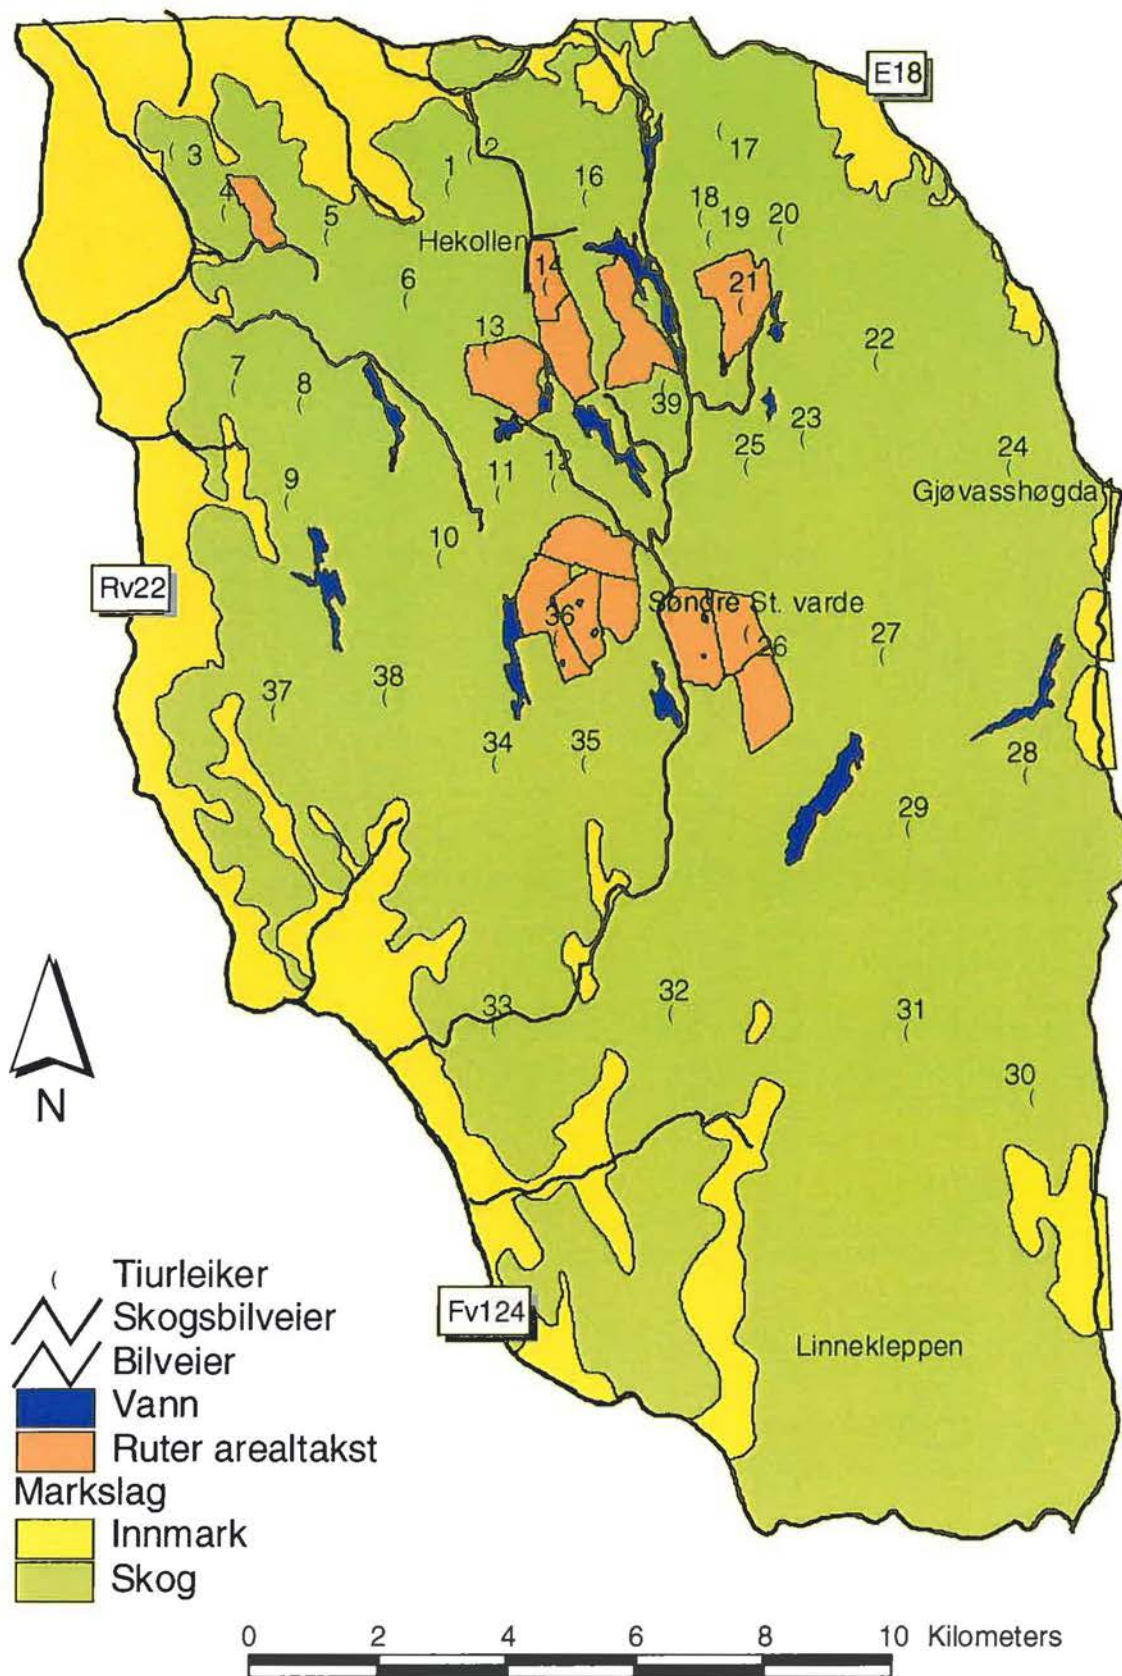 E18
17
3
2
1
16
4
5
18
19
20
Hekollen
6
14
21
13
22
7
8
39
23
24
25
12
11
9
Gjøvasshøgda
10
Rv22
Søndre St. varde
36
26
27
38
37
34
35
28
29
32
33
31
30
N
Tiurleiker
Skogsbilveier
Bilveier
Vann
Ruter arealtakst
Markslag
Innmark
Skog
Fv124
Linnekleppen
0 2 4 6 8 10 Kilometers